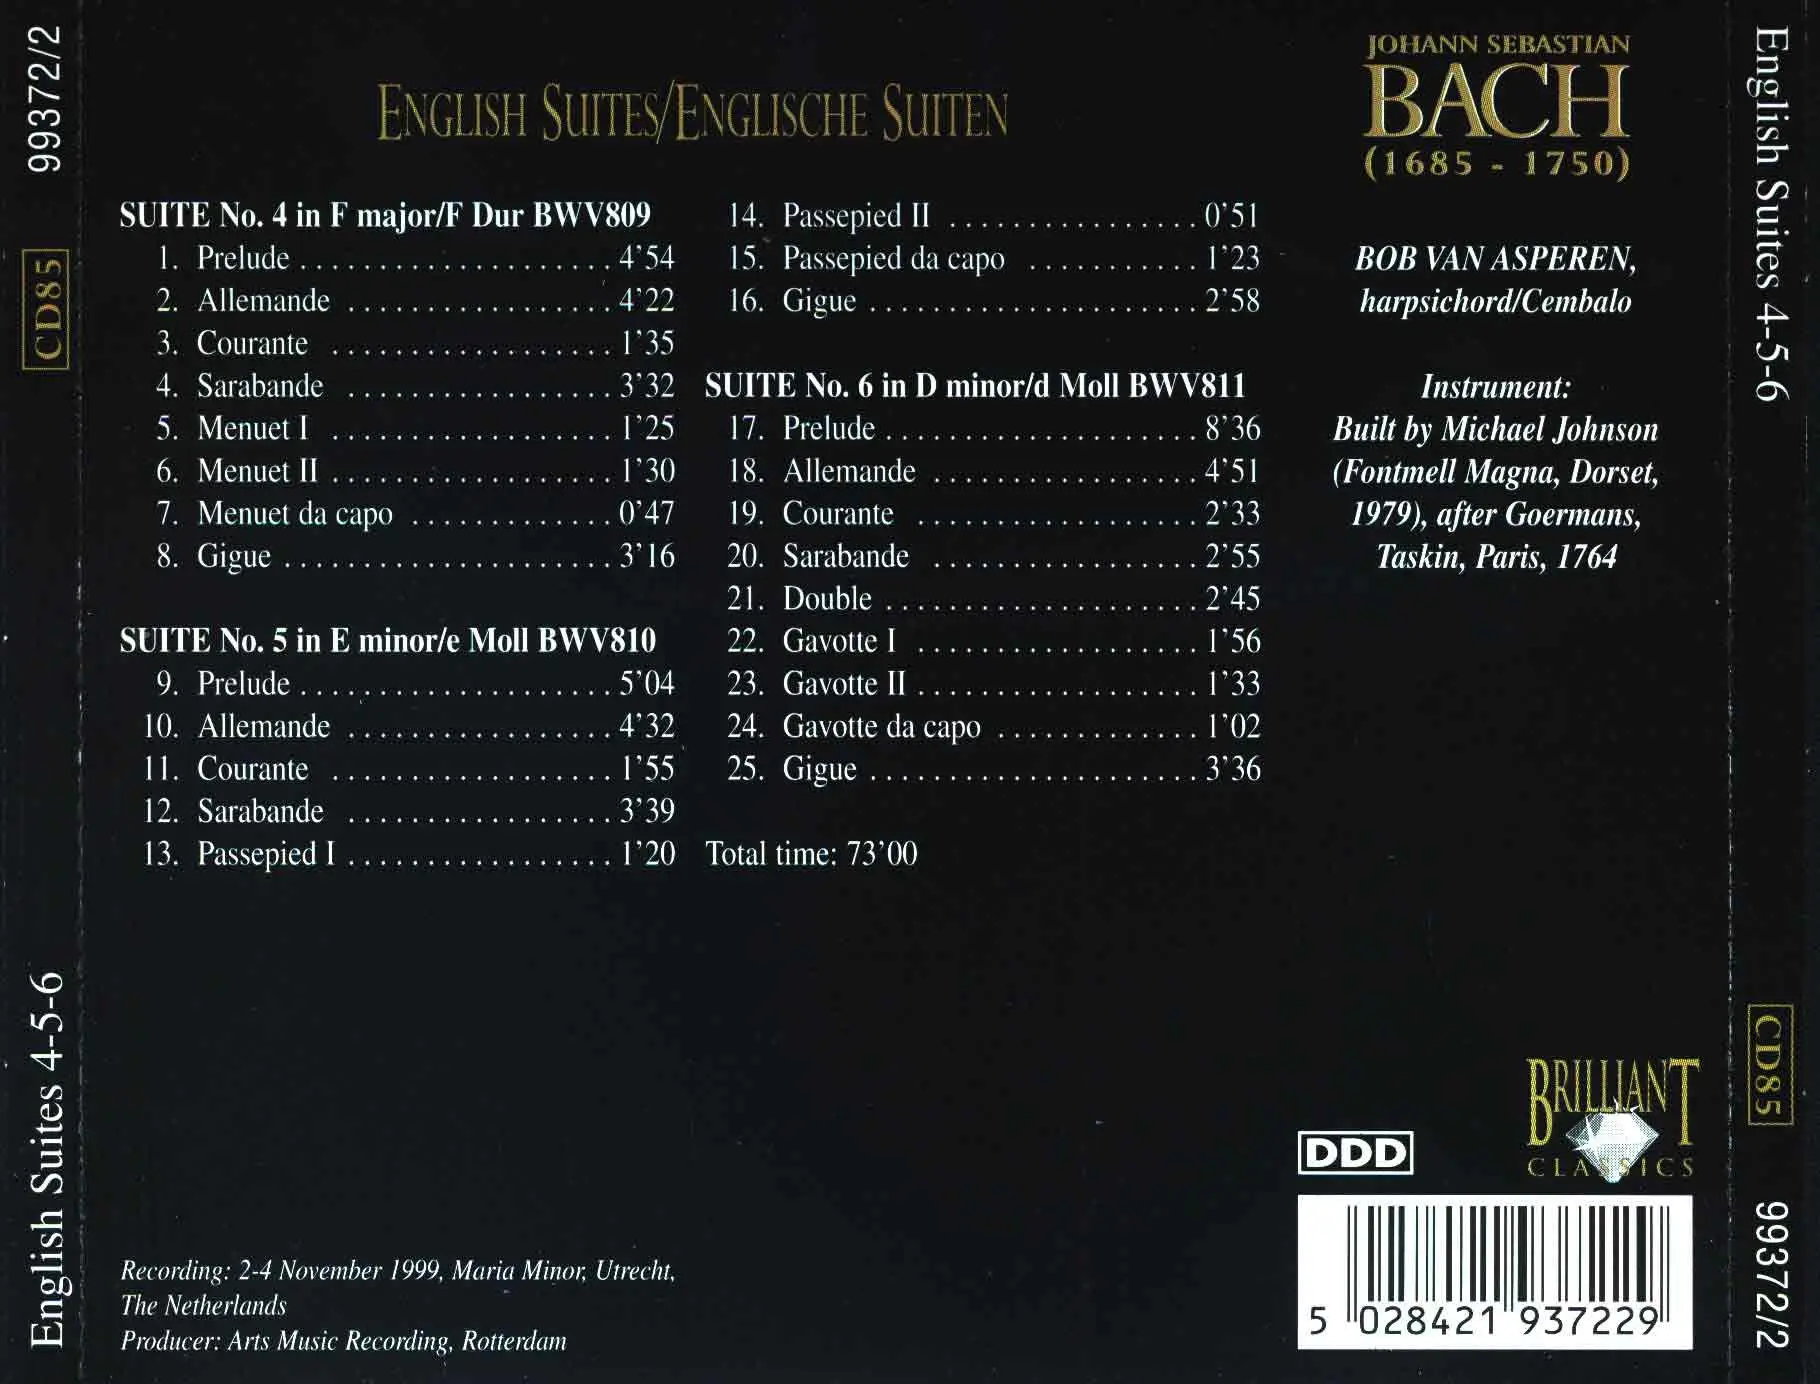 99372/2
CD85
English Suites 4-5-6
ENGLISH SUITES/ENGLISCHE SUITEN
SUITE No. 4 in F major/F Dur BWV809
1. Prelude . . . . . . . . . . . . . . . . . . . . 4'54
2. Allemande . . . . . . . . . . . . . . . . . 4'22
3. Courante . . . . . . . . . . . . . . . . . . 1'35
4. Sarabande . . . . . . . . . . . . . . . . . 3'32
5. Menuet I . . . . . . . . . . . . . . . . . . 1'25
6. Menuet II . . . . . . . . . . . . . . . . . . 1'30
7. Menuet da capo . . . . . . . . . . . . . 0'47
8. Gigue . . . . . . . . . . . . . . . . . . . . . 3'16
SUITE No. 5 in E minor/e Moll BWV810
9. Prelude . . . . . . . . . . . . . . . . . . . . 5'04
10. Allemande . . . . . . . . . . . . . . . . . 4'32
11. Courante . . . . . . . . . . . . . . . . . . 1'55
12. Sarabande . . . . . . . . . . . . . . . . . 3'39
13. Passepied I . . . . . . . . . . . . . . . . . 1'20
14. Passepied II . . . . . . . . . . . . . . . . 0'51
15. Passepied da capo . . . . . . . . . . . 1'23
16. Gigue . . . . . . . . . . . . . . . . . . . . . 2'58
SUITE No. 6 in D minor/d Moll BWV811
17. Prelude . . . . . . . . . . . . . . . . . . . . 8'36
18. Allemande . . . . . . . . . . . . . . . . . 4'51
19. Courante . . . . . . . . . . . . . . . . . . 2'33
20. Sarabande . . . . . . . . . . . . . . . . . 2'55
21. Double . . . . . . . . . . . . . . . . . . . . 2'45
22. Gavotte I . . . . . . . . . . . . . . . . . . 1'56
23. Gavotte II . . . . . . . . . . . . . . . . . . 1'33
24. Gavotte da capo . . . . . . . . . . . . . 1'02
25. Gigue . . . . . . . . . . . . . . . . . . . . . 3'36
Total time: 73'00
JOHANN SEBASTIAN
BACH
(1685 - 1750)
BOB VAN ASPEREN,
harpsichord/Cembalo
Instrument:
Built by Michael Johnson
(Fontmell Magna, Dorset,
1979), after Goermans,
Taskin, Paris, 1764
Recording: 2-4 November 1999, Maria Minor, Utrecht,
The Netherlands
Producer: Arts Music Recording, Rotterdam
DDD
BRILLIANT
CLASSICS
5 028421 937229
English Suites 4-5-6
CD85
99372/2